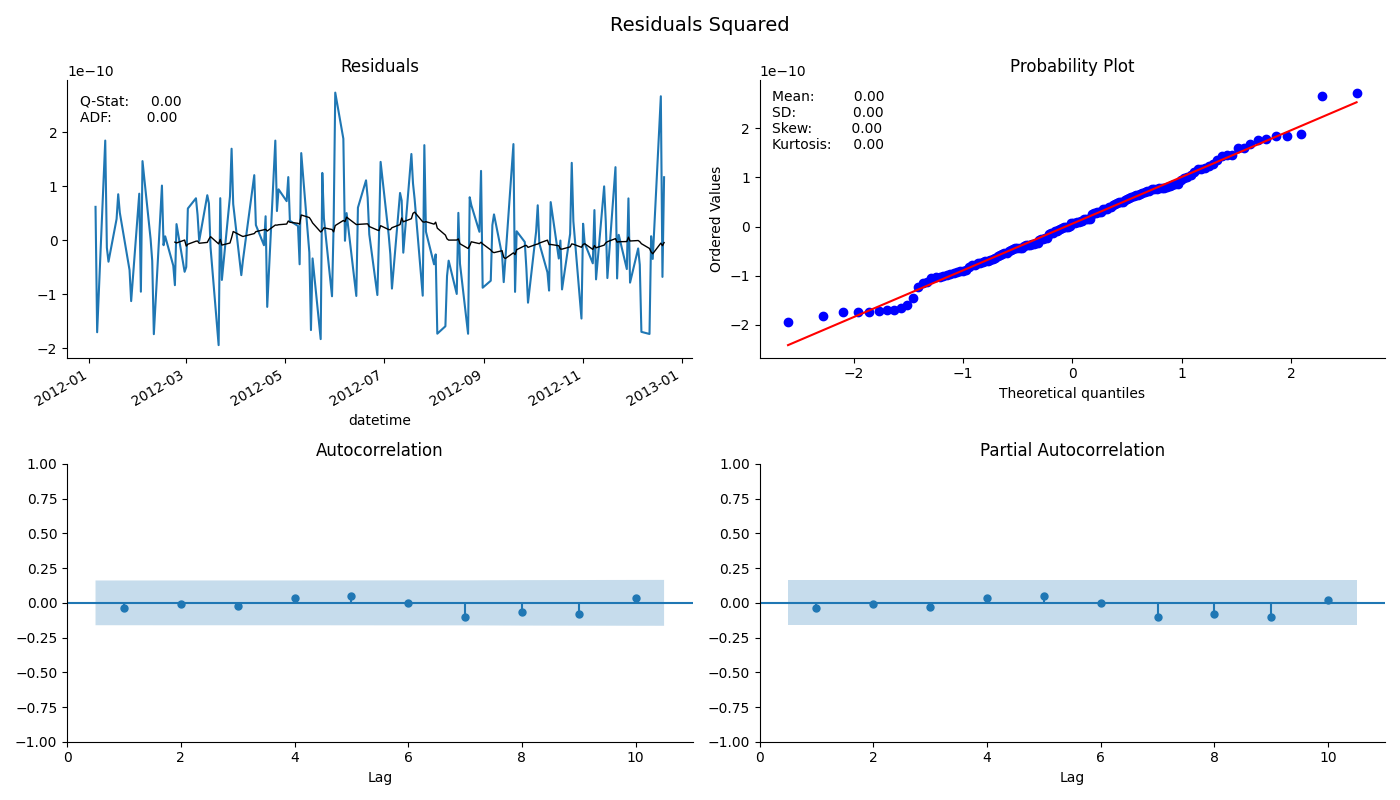 Residuals Squared
Residuals
1e−10
Q-Stat: 0.00
ADF: 0.00
2
1
0
−1
−2
2012-01
2012-03
2012-05
2012-07
2012-09
2012-11
2013-01
datetime
Probability Plot
1e−10
Mean: 0.00
SD: 0.00
Skew: 0.00
Kurtosis: 0.00
Ordered Values
2
1
0
−1
−2
−2 −1 0 1 2
Theoretical quantiles
Autocorrelation
1.00
0.75
0.50
0.25
0.00
−0.25
−0.50
−0.75
−1.00
0 2 4 6 8 10
Lag
Partial Autocorrelation
1.00
0.75
0.50
0.25
0.00
−0.25
−0.50
−0.75
−1.00
0 2 4 6 8 10
Lag